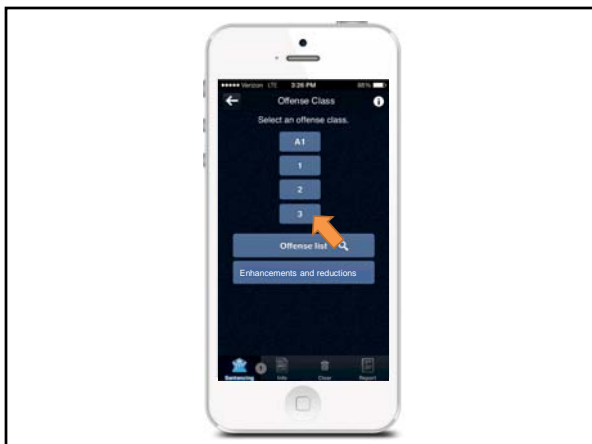 Verizon LTE 3:26 PM 88%
Offense Class
Select an offense class.
A1
1
2
3
Offense list
Enhancements and reductions
Sentencing Info Clear Report